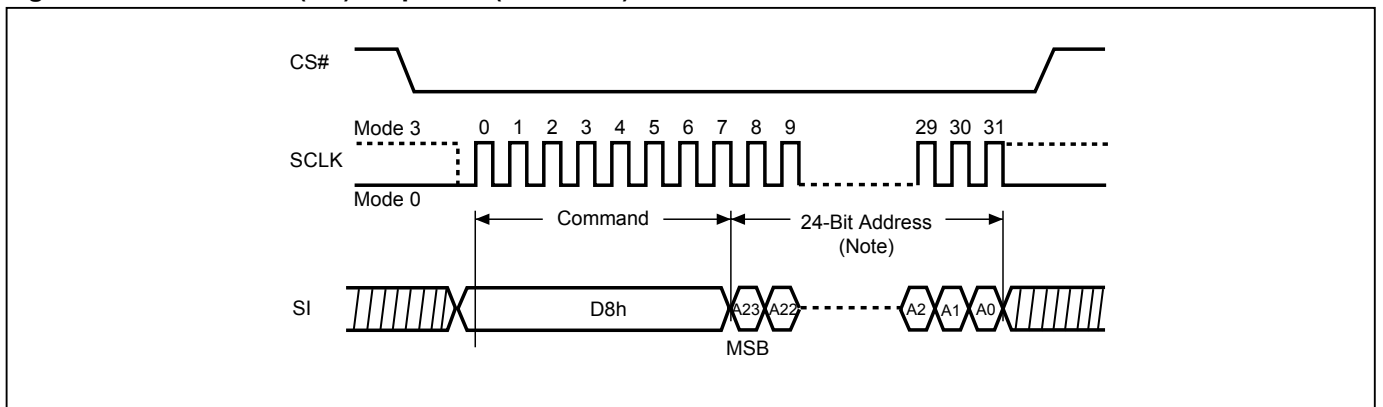 CS#
Mode 3
0 1 2 3 4 5 6 7 8 9 29 30 31
SCLK
Mode 0
Command
24-Bit Address
(Note)
SI
D8h
A23 A22
A2 A1 A0
MSB